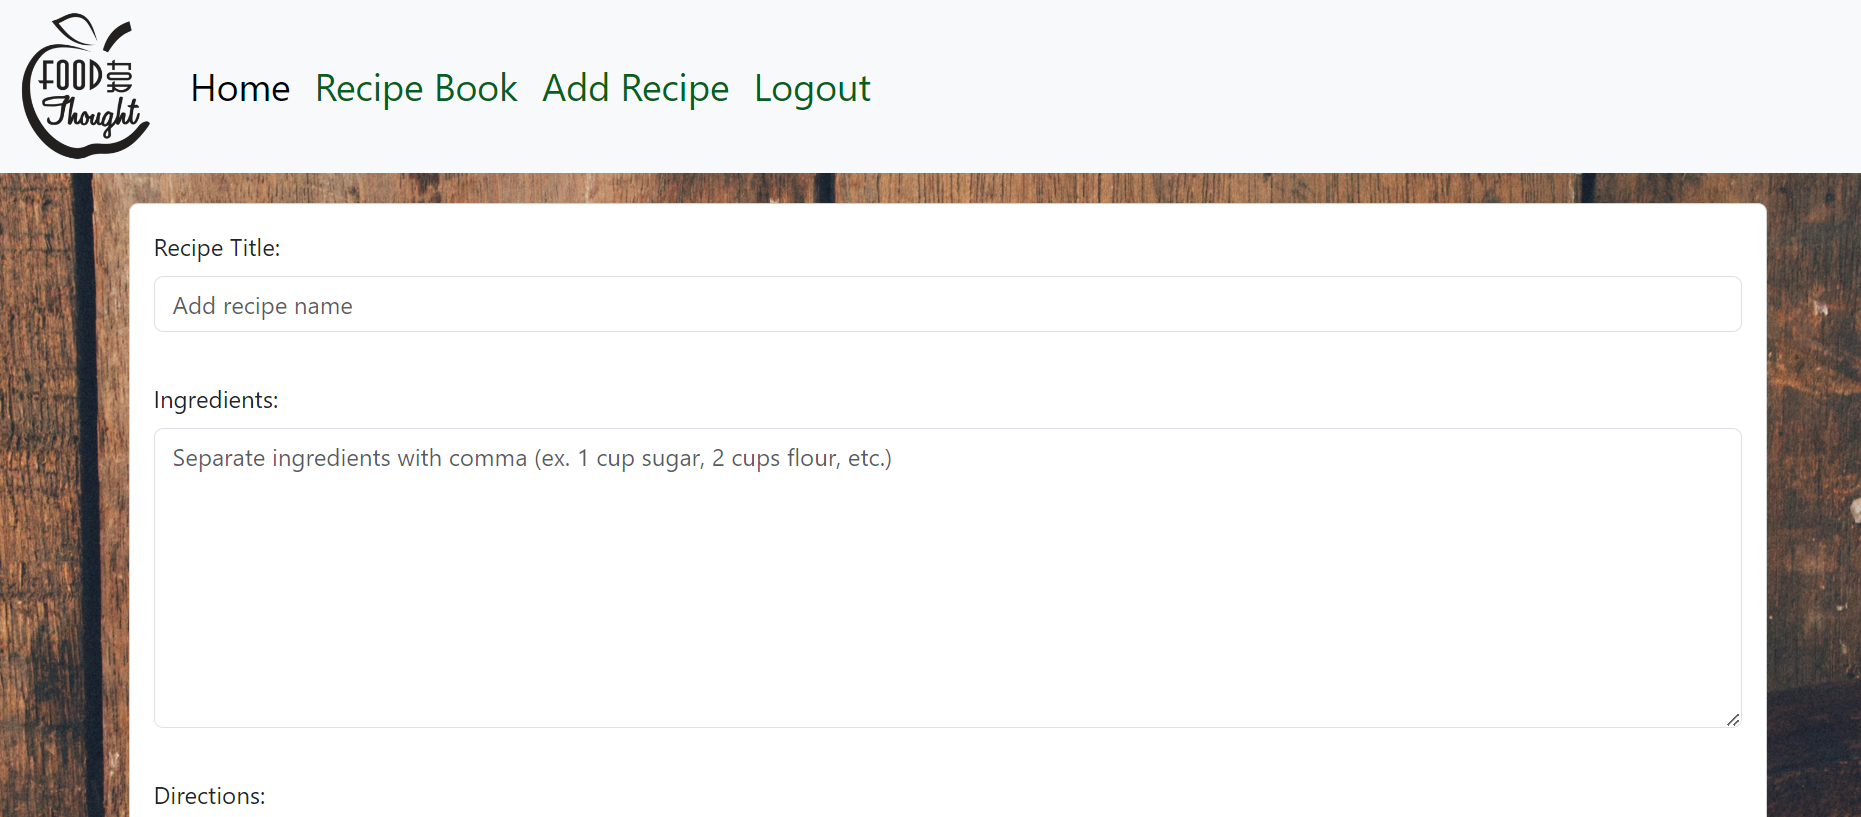 FOOD for Thought
Home Recipe Book Add Recipe Logout
Recipe Title:
Add recipe name
Ingredients:
Separate ingredients with comma (ex. 1 cup sugar, 2 cups flour, etc.)
Directions: